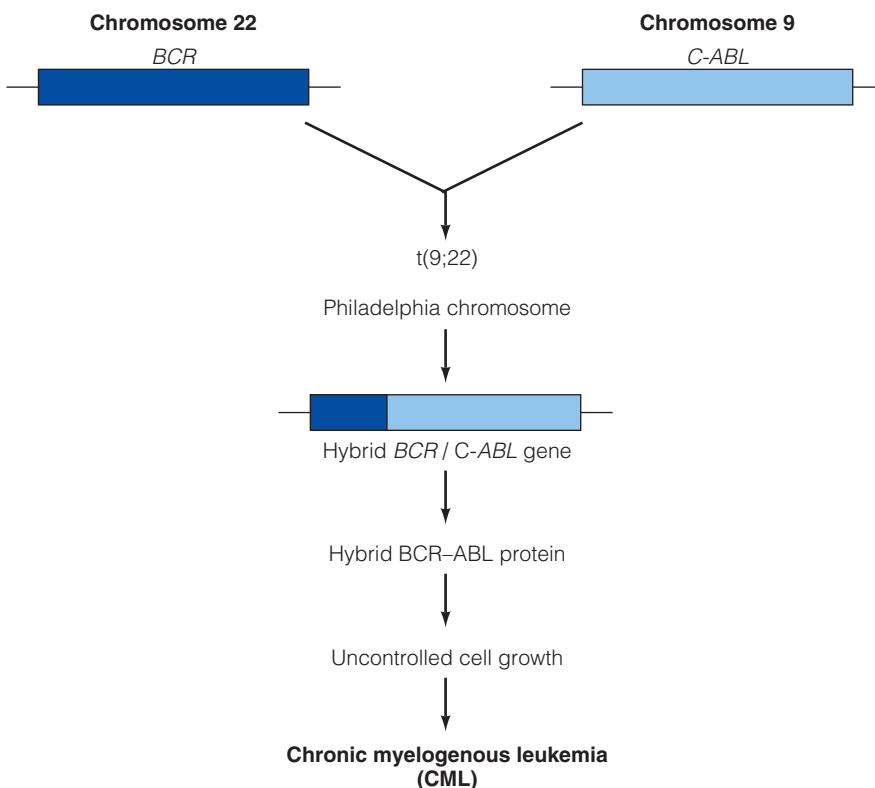 Chromosome 22
Chromosome 9
BCR
C-ABL
t(9;22)
Philadelphia chromosome
Hybrid BCR / C-ABL gene
Hybrid BCR–ABL protein
Uncontrolled cell growth
Chronic myelogenous leukemia
(CML)